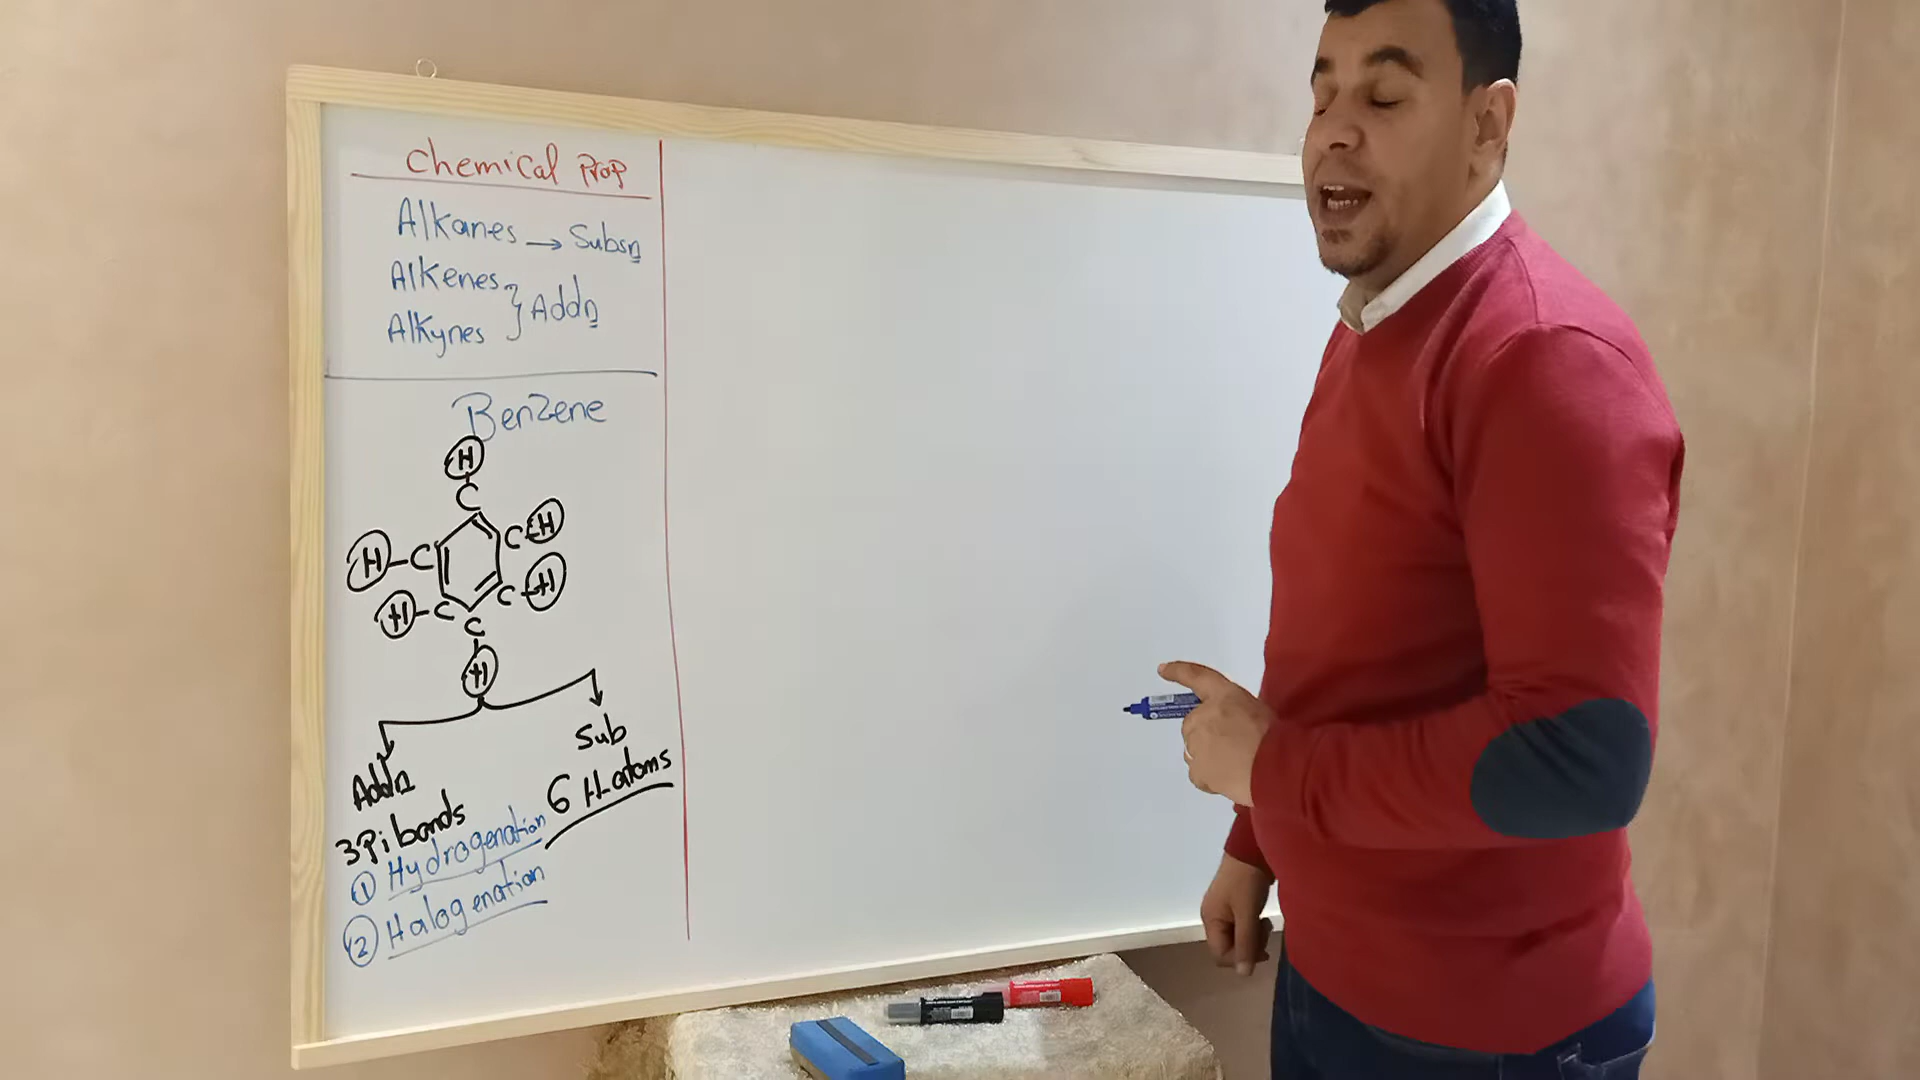 Chemical Prop
Alkanes → Subsn
Alkenes
Alkynes } Addn
Benzene
H
C
C-H
H-C
C-H
H-C
C
H
Addn
Sub
3 Pi bonds
6 H atoms
① Hydrogenation
② Halogenation